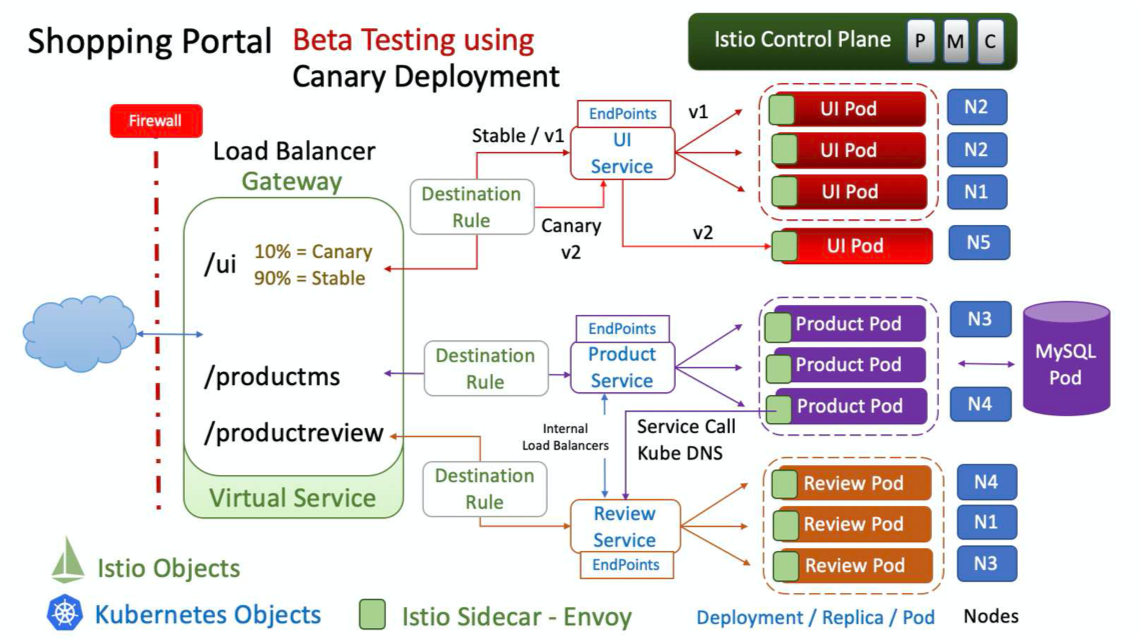 Shopping Portal Beta Testing using
Canary Deployment
Istio Control Plane P M C
Firewall
Load Balancer
Gateway
/ui
10% = Canary
90% = Stable
/productms
/productreview
Virtual Service
Destination
Rule
Stable / v1
Canary
v2
EndPoints
UI
Service
v1
v2
UI Pod N2
UI Pod N2
UI Pod N1
UI Pod N5
Destination
Rule
EndPoints
Product
Service
Product Pod N3
Product Pod
Product Pod N4
MySQL
Pod
Internal
Load Balancers
Service Call
Kube DNS
Destination
Rule
Review
Service
EndPoints
Review Pod N4
Review Pod N1
Review Pod N3
Istio Objects
Kubernetes Objects
Istio Sidecar - Envoy
Deployment / Replica / Pod
Nodes